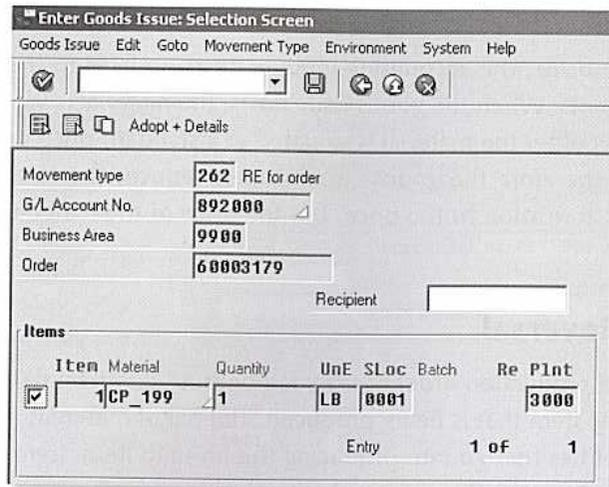 Enter Goods Issue: Selection Screen
Goods Issue Edit Goto Movement Type Environment System Help
Adopt + Details
Movement type 262 RE for order
G/L Account No. 892000
Business Area 9900
Order 60003179
Recipient
Items
Item Material Quantity UnE SLoc Batch Re Plnt
1 CP_199 1 LB 0001 3000
Entry 1 of 1